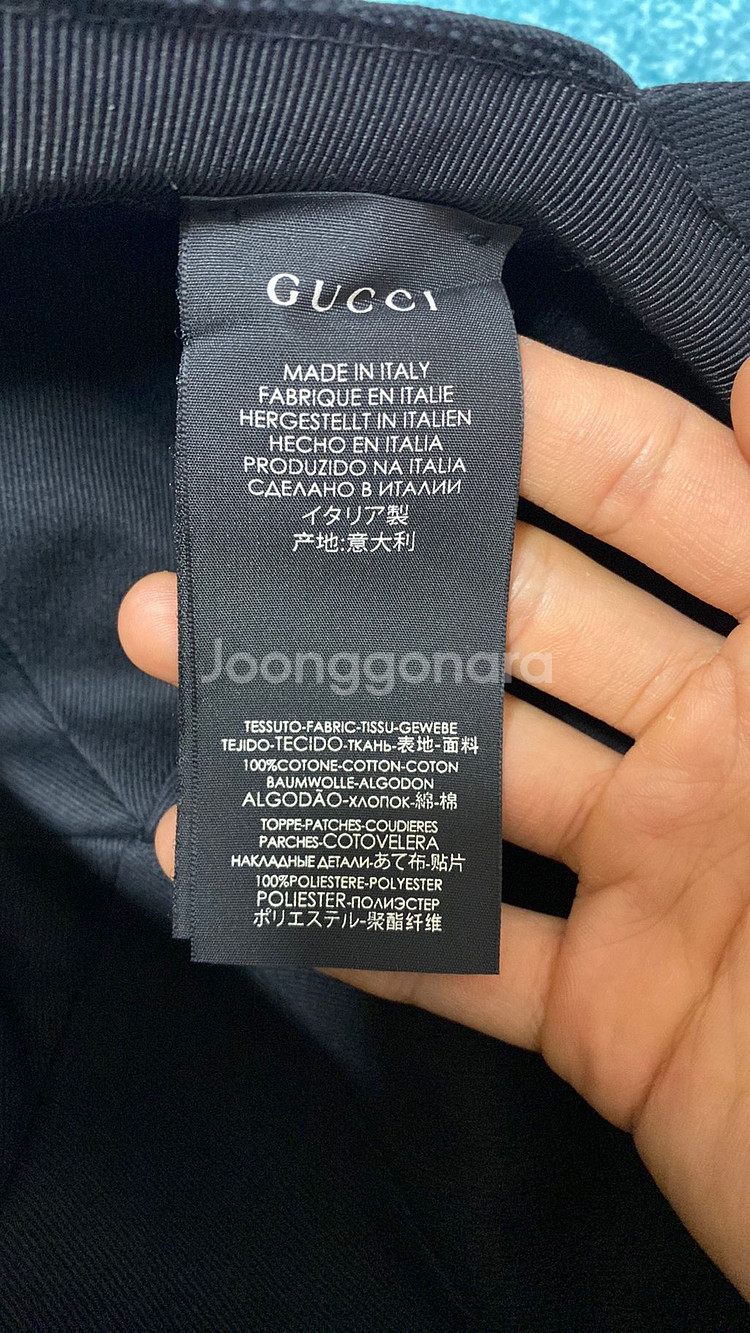 GUCCI
MADE IN ITALY
FABRIQUE EN ITALIE
HERGESTELLT IN ITALIEN
HECHO EN ITALIA
PRODUZIDO NA ITALIA
СДЕЛАНО В ИТАЛИИ
イタリア製
产地:意大利
Joonggonara
TESSUTO-FABRIC-TISSU-GEWEBE
TEJIDO-TECIDO-ТКАНЬ-表地-面料
100%COTONE-COTTON-COTON
BAUMWOLLE-ALGODON
ALGODÃO-ХЛОПОК-綿-棉
TOPPE-PATCHES-COUDIERES
PARCHES-COTOVELERA
НАКЛАДНЫЕ ДЕТАЛИ-あて布-贴片
100%POLIESTERE-POLYESTER
POLIESTER-ПОЛИЭСТЕР
ポリエステル-聚酯纤维